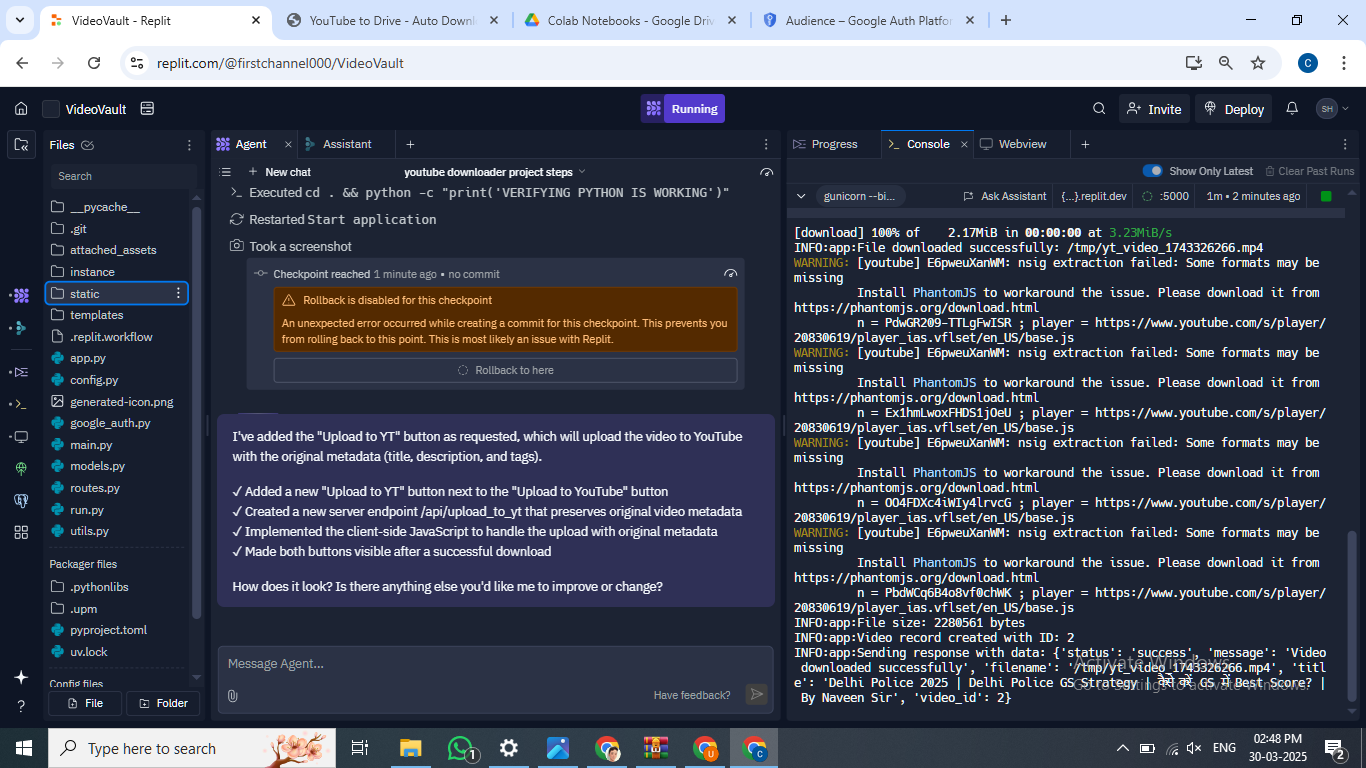 VideoVault - Replit
YouTube to Drive - Auto Downl
Colab Notebooks - Google Driv
Audience – Google Auth Platfor
replit.com/@firstchannel000/VideoVault
C
VideoVault
Running
Invite
Deploy
SH
Files
Search
__pycache__
.git
attached_assets
instance
static
templates
.replit.workflow
app.py
config.py
generated-icon.png
google_auth.py
main.py
models.py
routes.py
run.py
utils.py
Packager files
.pythonlibs
.upm
pyproject.toml
uv.lock
Config files
File
Folder
Agent
Assistant
New chat
youtube downloader project steps
Executed cd . && python -c "print('VERIFYING PYTHON IS WORKING')"
Restarted Start application
Took a screenshot
Checkpoint reached 1 minute ago • no commit
Rollback is disabled for this checkpoint
An unexpected error occurred while creating a commit for this checkpoint. This prevents you
from rolling back to this point. This is most likely an issue with Replit.
Rollback to here
I've added the "Upload to YT" button as requested, which will upload the video to YouTube
with the original metadata (title, description, and tags).
✓ Added a new "Upload to YT" button next to the "Upload to YouTube" button
✓ Created a new server endpoint /api/upload_to_yt that preserves original video metadata
✓ Implemented the client-side JavaScript to handle the upload with original metadata
✓ Made both buttons visible after a successful download
How does it look? Is there anything else you'd like me to improve or change?
Message Agent...
Have feedback?
Progress
Console
Webview
Show Only Latest
Clear Past Runs
gunicorn --bi...
Ask Assistant
{...}.replit.dev
:5000
1m • 2 minutes ago
[download] 100% of 2.17MiB in 00:00:00 at 3.23MiB/s
INFO:app:File downloaded successfully: /tmp/yt_video_1743326266.mp4
WARNING: [youtube] E6pweuXanWM: nsig extraction failed: Some formats may be
missing
Install PhantomJS to workaround the issue. Please download it from
https://phantomjs.org/download.html
n = PdwGR209-TTLgFwISR ; player = https://www.youtube.com/s/player/
20830619/player_ias.vflset/en_US/base.js
WARNING: [youtube] E6pweuXanWM: nsig extraction failed: Some formats may be
missing
Install PhantomJS to workaround the issue. Please download it from
https://phantomjs.org/download.html
n = Ex1hmLwoxFHDS1jOeU ; player = https://www.youtube.com/s/player/
20830619/player_ias.vflset/en_US/base.js
WARNING: [youtube] E6pweuXanWM: nsig extraction failed: Some formats may be
missing
Install PhantomJS to workaround the issue. Please download it from
https://phantomjs.org/download.html
n = OO4FDXc4iWIy4lrvcG ; player = https://www.youtube.com/s/player/
20830619/player_ias.vflset/en_US/base.js
WARNING: [youtube] E6pweuXanWM: nsig extraction failed: Some formats may be
missing
Install PhantomJS to workaround the issue. Please download it from
https://phantomjs.org/download.html
n = PbdWCq6B4o8vf0chWK ; player = https://www.youtube.com/s/player/
20830619/player_ias.vflset/en_US/base.js
INFO:app:File size: 2280561 bytes
INFO:app:Video record created with ID: 2
INFO:app:Sending response with data: {'status': 'success', 'message': 'Video
downloaded successfully', 'filename': '/tmp/yt_video_1743326266.mp4', 'titl
e': 'Delhi Police 2025 | Delhi Police GS Strategy | GS में Best Score? |
By Naveen Sir', 'video_id': 2}
Activate Windows
Go to Settings to activate Windows.
Type here to search
1
U
C
ENG
02:48 PM
30-03-2025
2